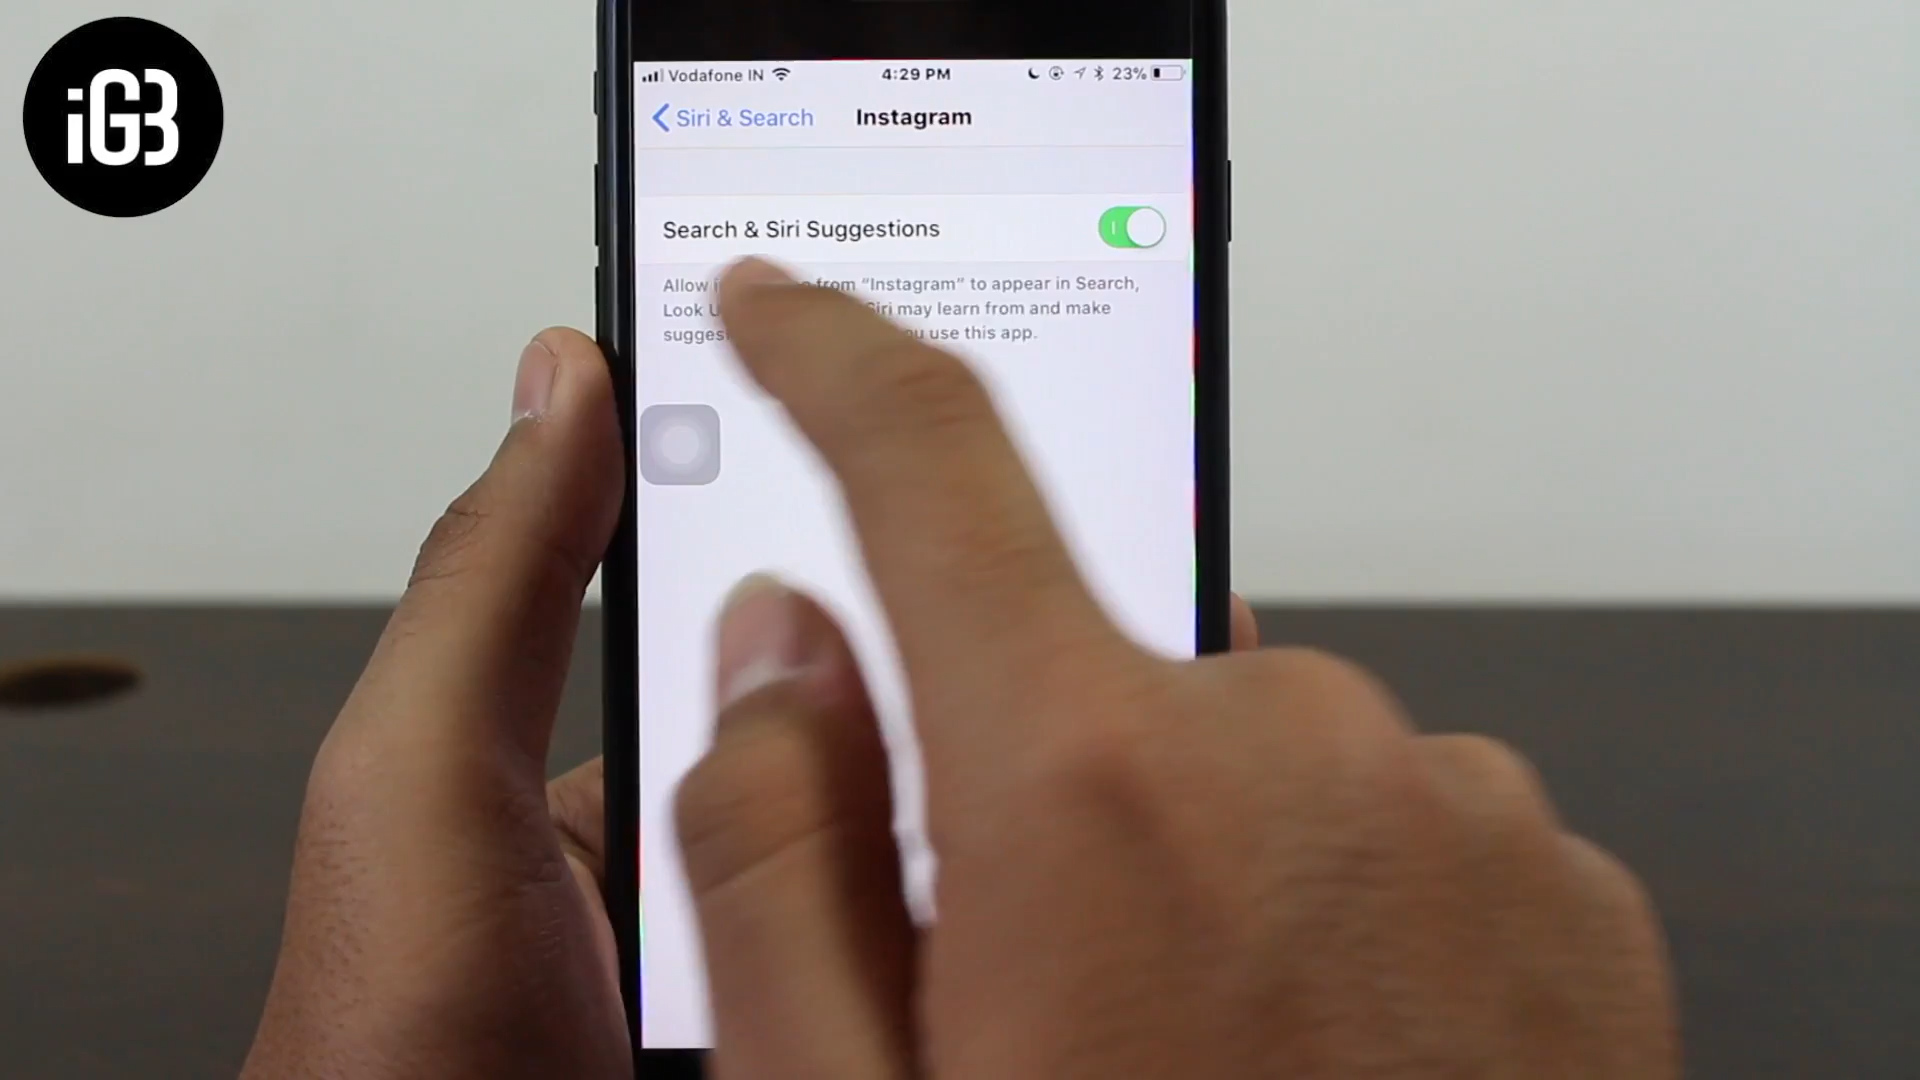 iGB
Vodafone IN 4:29 PM 23%
Siri & Search Instagram
Search & Siri Suggestions
Allow from “Instagram” to appear in Search,
Look Siri may learn from and make
you use this app.